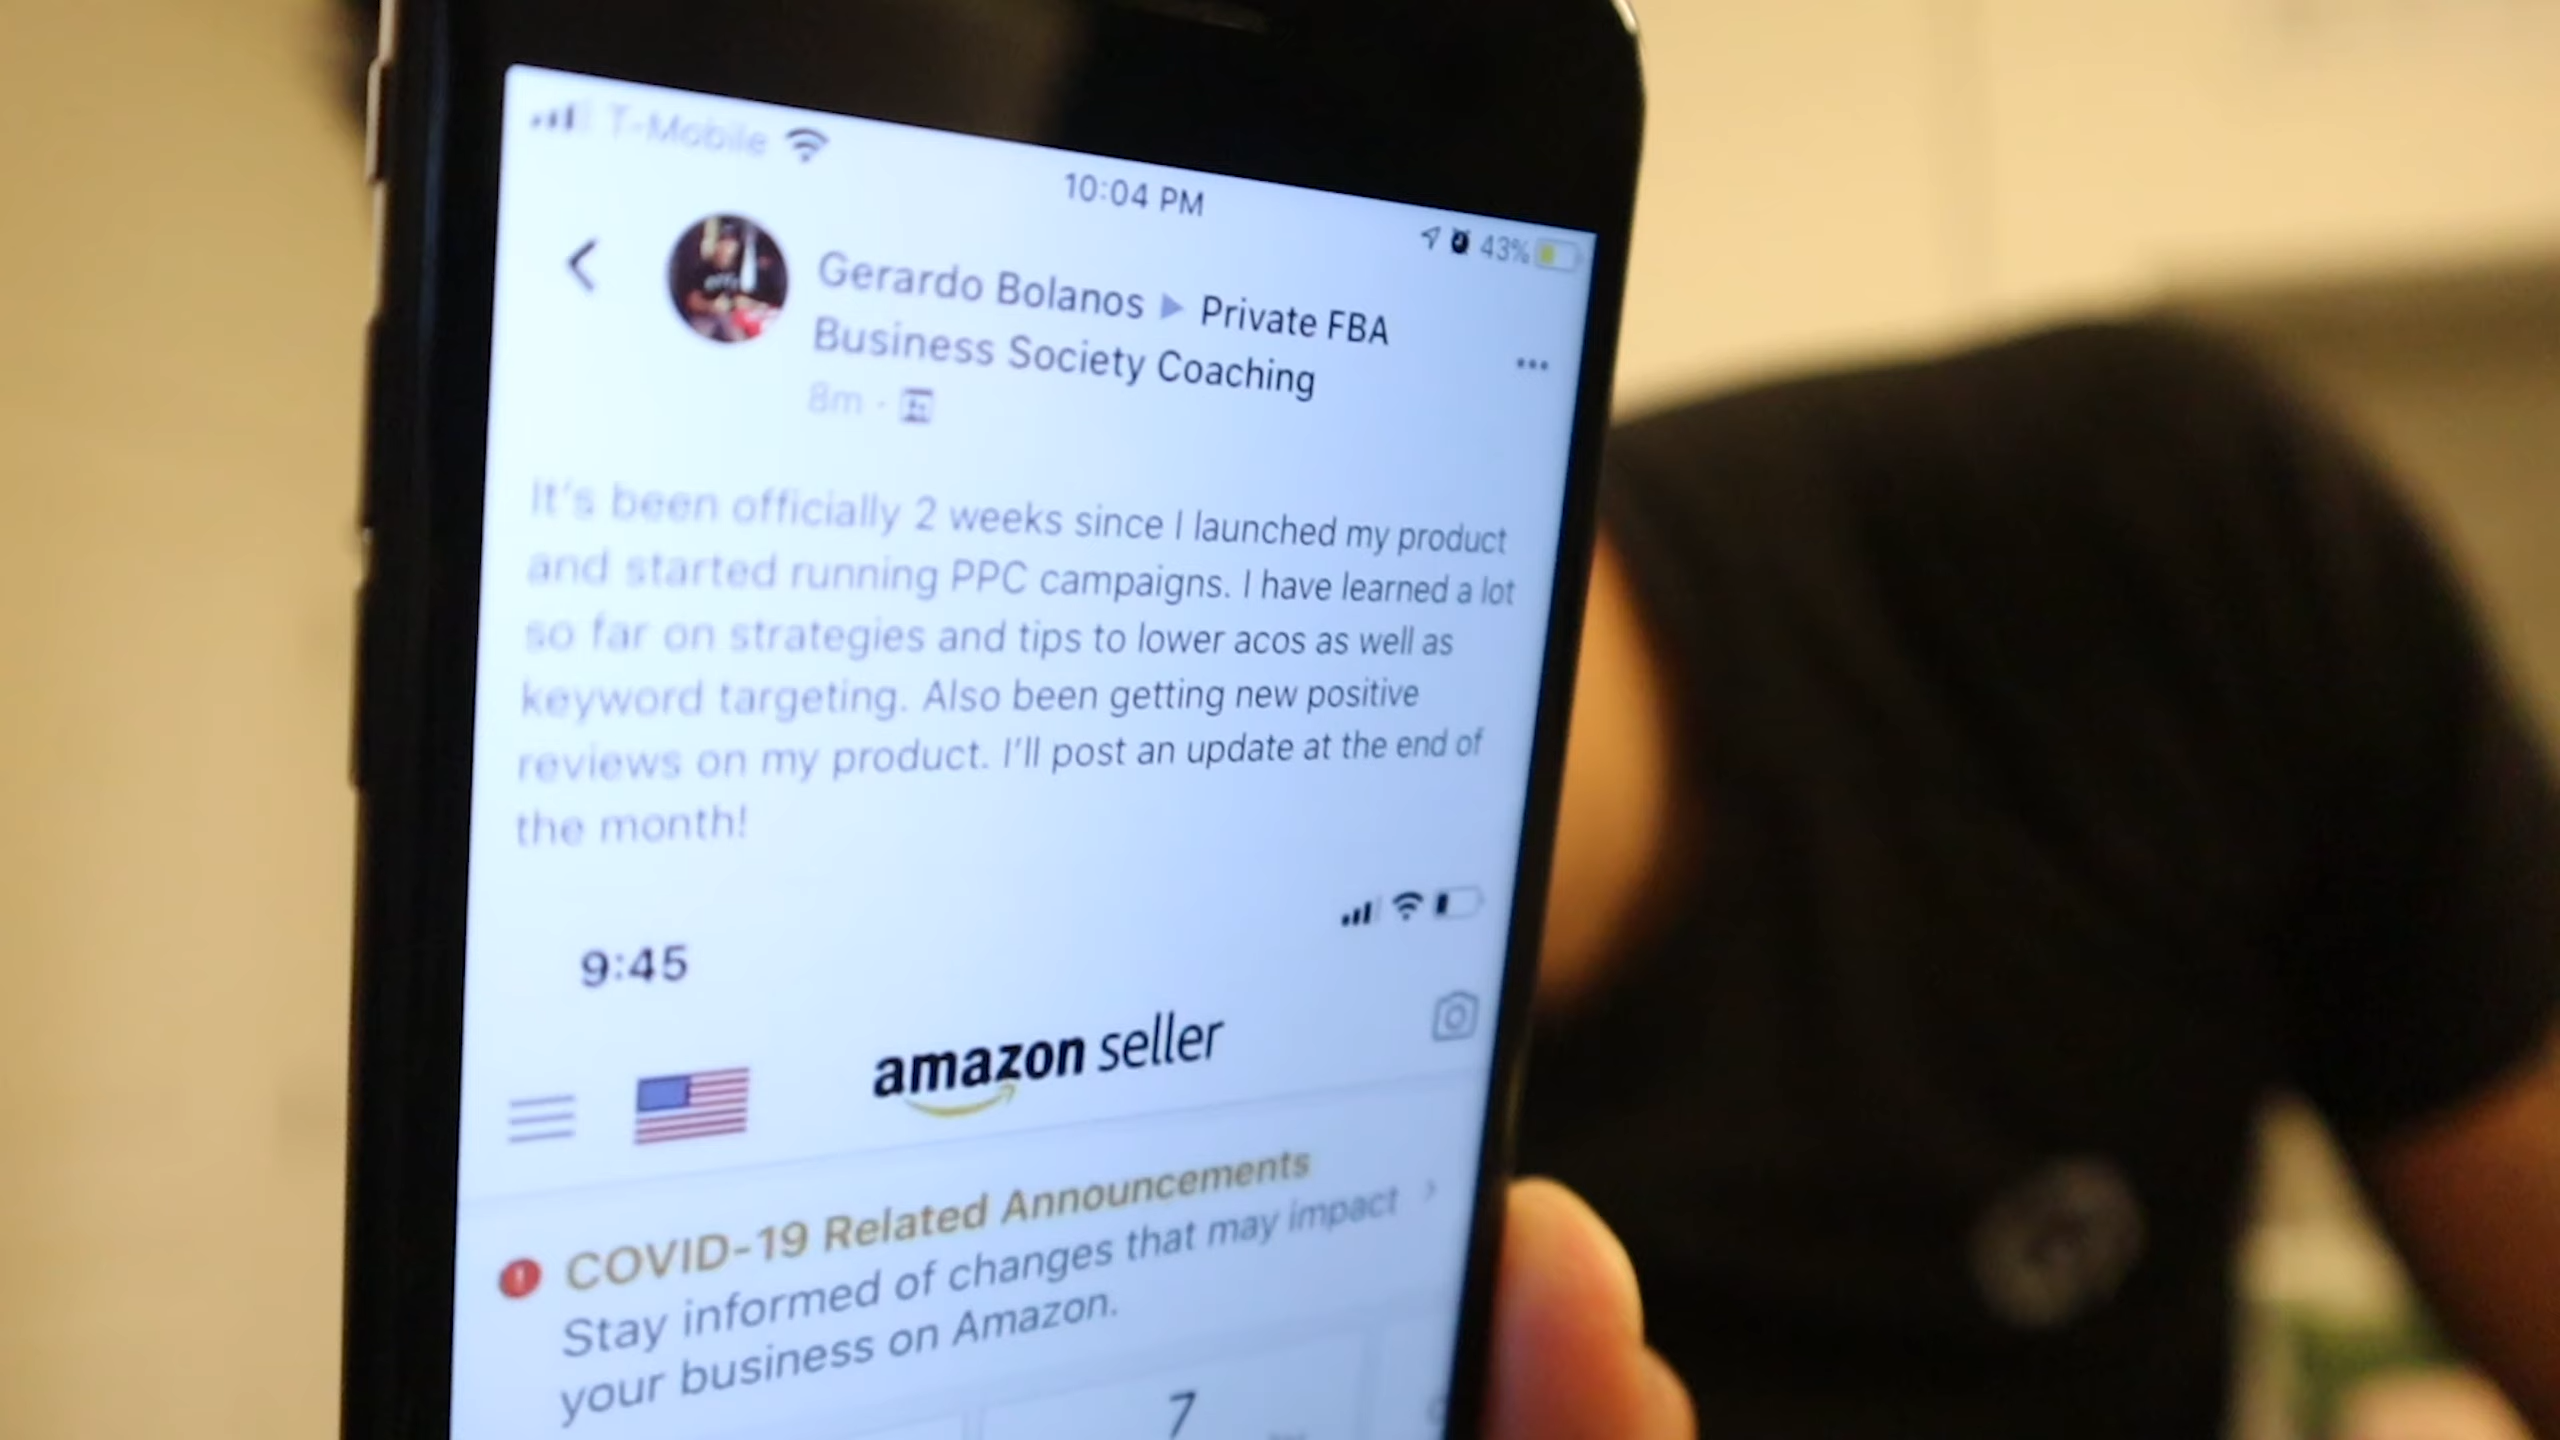 T-Mobile
10:04 PM
43%
Gerardo Bolanos ▶ Private FBA
Business Society Coaching
8m ·
It's been officially 2 weeks since I launched my product
and started running PPC campaigns. I have learned a lot
so far on strategies and tips to lower acos as well as
keyword targeting. Also been getting new positive
reviews on my product. I'll post an update at the end of
the month!
9:45
amazon seller
COVID-19 Related Announcements
Stay informed of changes that may impact
your business on Amazon.
7